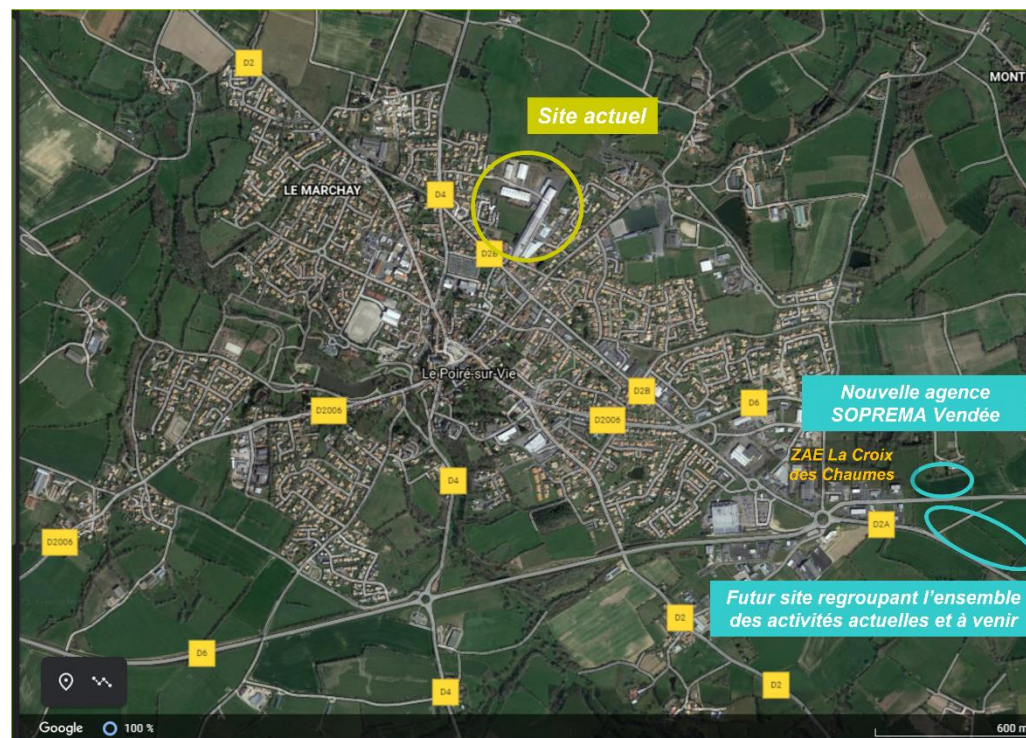 D2
MONT
Site actuel
LE MARCHAY
D4
D2B
Le Poiré-sur-Vie
D2B
D6
Nouvelle agence
SOPREMA Vendée
D2006
D2006
ZAE La Croix
des Chaumes
D4
D2A
D2006
Futur site regroupant l'ensemble
des activités actuelles et à venir
D2
D6
D2
D4
Google
100 %
600 m